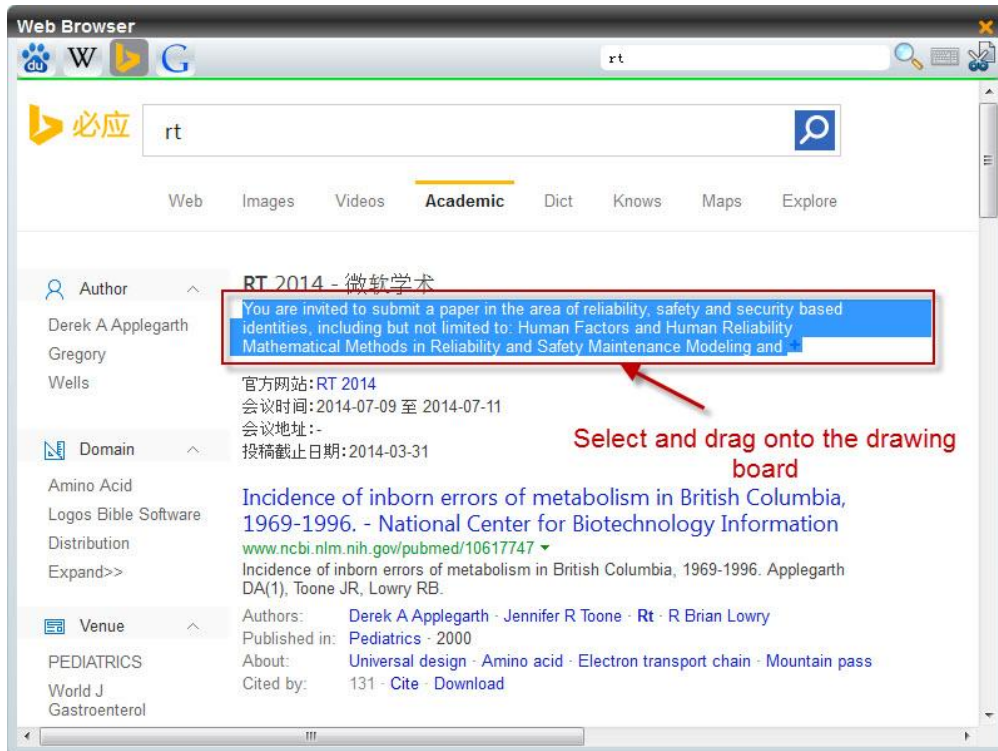 Web Browser
du W G rt
必应 rt
Web Images Videos Academic Dict Knows Maps Explore
RT 2014 - 微软学术
You are invited to submit a paper in the area of reliability, safety and security based
identities, including but not limited to: Human Factors and Human Reliability
Mathematical Methods in Reliability and Safety Maintenance Modeling and +
官方网站:RT 2014
会议时间:2014-07-09 至 2014-07-11
会议地址:-
投稿截止日期:2014-03-31
Select and drag onto the drawing
board
Incidence of inborn errors of metabolism in British Columbia,
1969-1996. - National Center for Biotechnology Information
www.ncbi.nlm.nih.gov/pubmed/10617747
Incidence of inborn errors of metabolism in British Columbia, 1969-1996. Applegarth
DA(1), Toone JR, Lowry RB.
Authors: Derek A Applegarth · Jennifer R Toone · Rt · R Brian Lowry
Published in: Pediatrics · 2000
About: Universal design · Amino acid · Electron transport chain · Mountain pass
Cited by: 131 · Cite · Download
Author
Derek A Applegarth
Gregory
Wells
Domain
Amino Acid
Logos Bible Software
Distribution
Expand>>
Venue
PEDIATRICS
World J
Gastroenterol